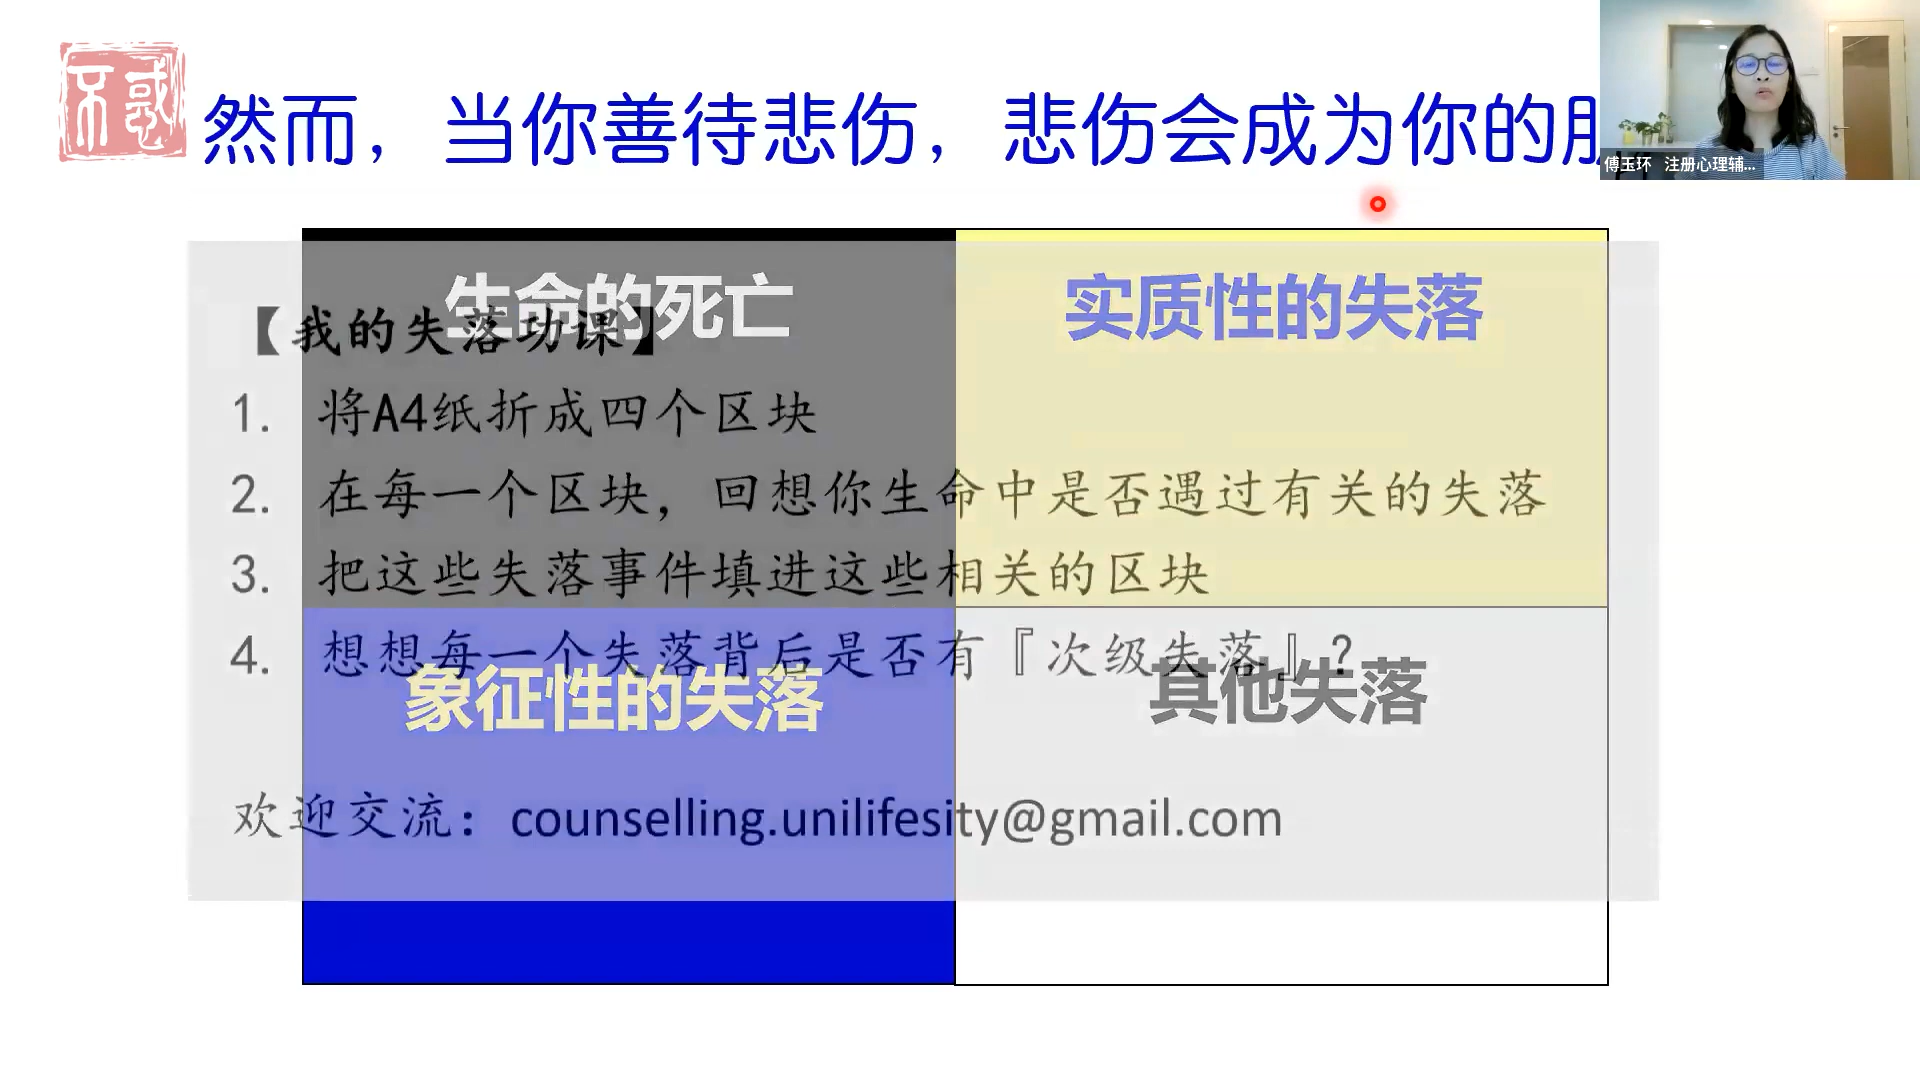 不惑
然而，当你善待悲伤，悲伤会成为你的
傅玉环 注册心理辅...
生命的死亡
实质性的失落
【我的失落功课】
1. 将A4纸折成四个区块
2. 在每一个区块，回想你生命中是否遇过有关的失落
3. 把这些失落事件填进这些相关的区块
4. 想想每一个失落背后是否有『次级失落』?
象征性的失落
其他失落
欢迎交流：counselling.unilifesity@gmail.com